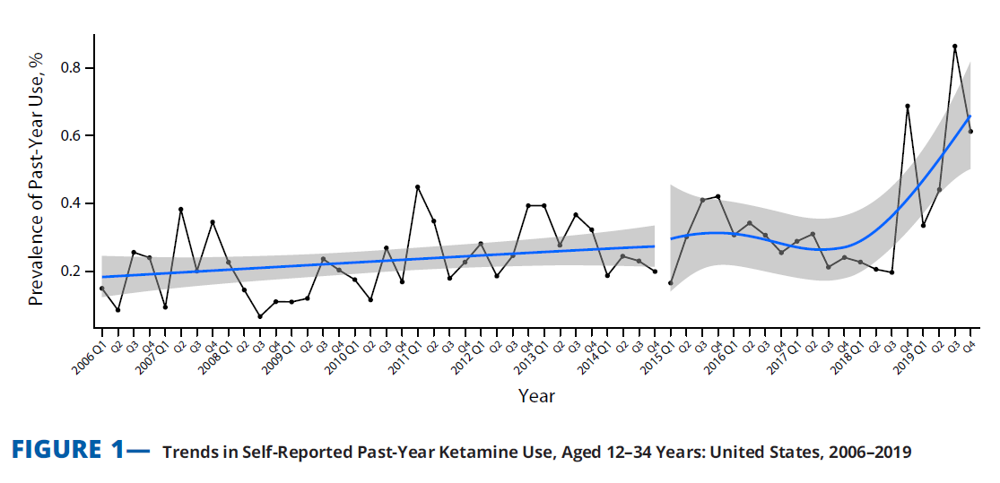 Prevalence of Past-Year Use, %
0.8
0.6
0.4
0.2
2006 Q1 Q2 Q3 Q4 2007 Q1 Q2 Q3 Q4 2008 Q1 Q2 Q3 Q4 2009 Q1 Q2 Q3 Q4 2010 Q1 Q2 Q3 Q4 2011 Q1 Q2 Q3 Q4 2012 Q1 Q2 Q3 Q4 2013 Q1 Q2 Q3 Q4 2014 Q1 Q2 Q3 Q4 2015 Q1 Q2 Q3 Q4 2016 Q1 Q2 Q3 Q4 2017 Q1 Q2 Q3 Q4 2018 Q1 Q2 Q3 Q4 2019 Q1 Q2 Q3 Q4
Year
FIGURE 1— Trends in Self-Reported Past-Year Ketamine Use, Aged 12–34 Years: United States, 2006–2019